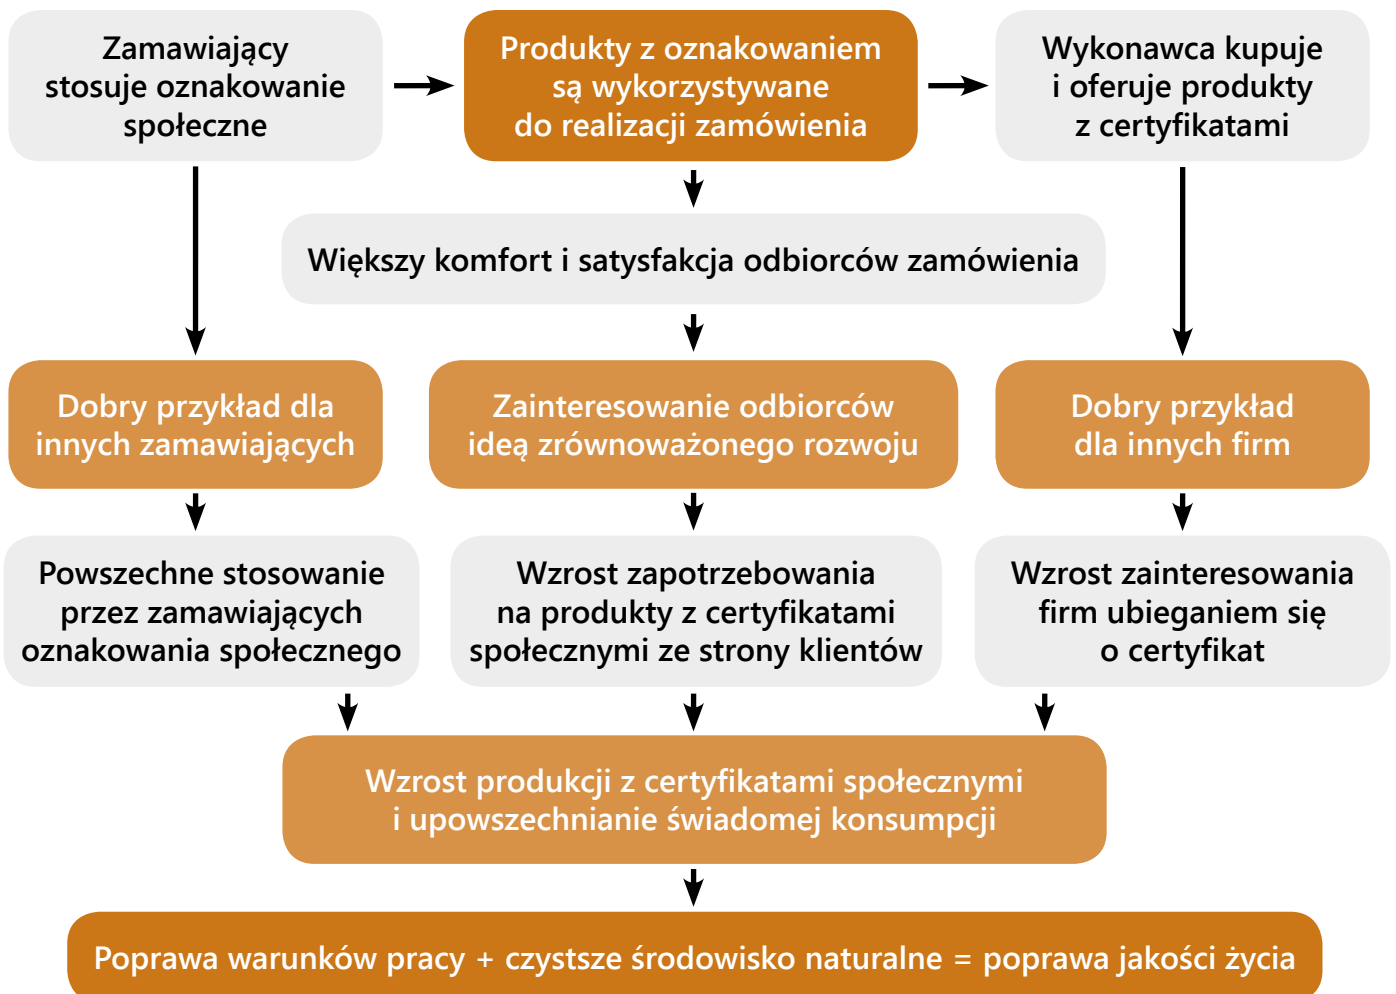 Zamawiający
stosuje oznakowanie
społeczne
Produkty z oznakowaniem
są wykorzystywane
do realizacji zamówienia
Wykonawca kupuje
i oferuje produkty
z certyfikatami
Większy komfort i satysfakcja odbiorców zamówienia
Dobry przykład dla
innych zamawiających
Zainteresowanie odbiorców
ideą zrównoważonego rozwoju
Dobry przykład
dla innych firm
Powszechne stosowanie
przez zamawiających
oznakowania społecznego
Wzrost zapotrzebowania
na produkty z certyfikatami
społecznymi ze strony klientów
Wzrost zainteresowania
firm ubieganiem się
o certyfikat
Wzrost produkcji z certyfikatami społecznymi
i upowszechnianie świadomej konsumpcji
Poprawa warunków pracy + czystsze środowisko naturalne = poprawa jakości życia